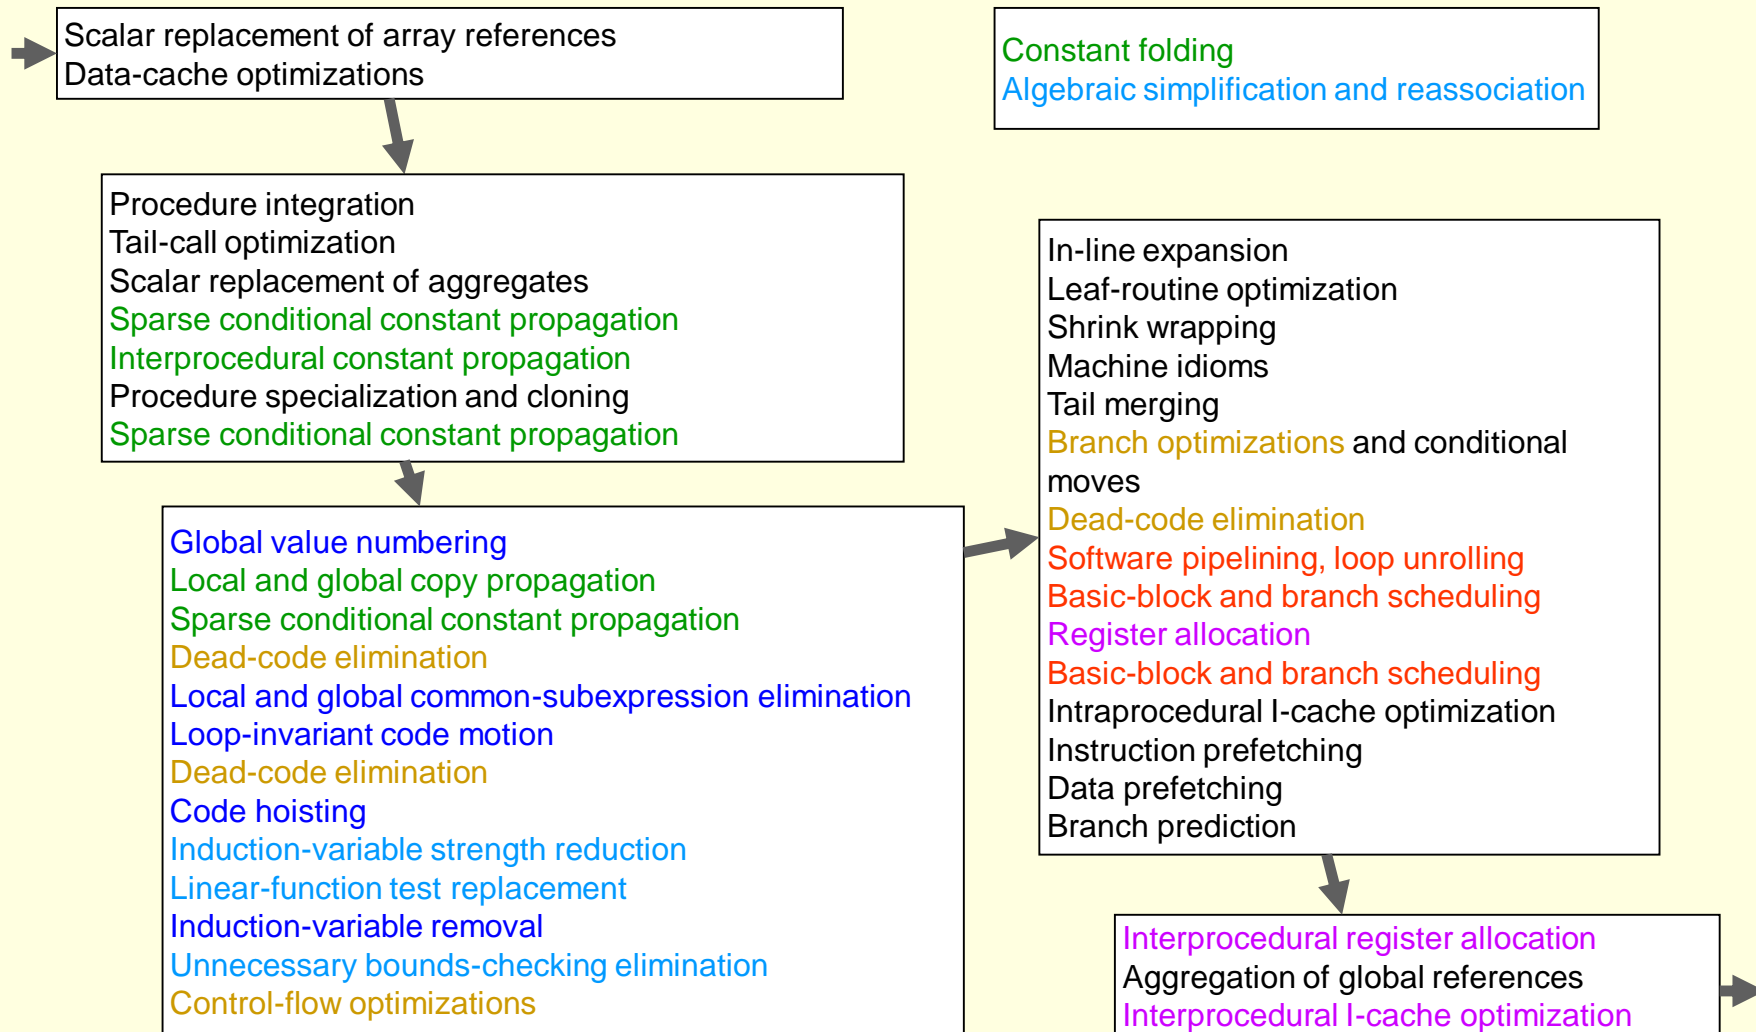 Scalar replacement of array references
Data-cache optimizations
Constant folding
Algebraic simplification and reassociation
Procedure integration
Tail-call optimization
Scalar replacement of aggregates
Sparse conditional constant propagation
Interprocedural constant propagation
Procedure specialization and cloning
Sparse conditional constant propagation
Global value numbering
Local and global copy propagation
Sparse conditional constant propagation
Dead-code elimination
Local and global common-subexpression elimination
Loop-invariant code motion
Dead-code elimination
Code hoisting
Induction-variable strength reduction
Linear-function test replacement
Induction-variable removal
Unnecessary bounds-checking elimination
Control-flow optimizations
In-line expansion
Leaf-routine optimization
Shrink wrapping
Machine idioms
Tail merging
Branch optimizations and conditional
moves
Dead-code elimination
Software pipelining, loop unrolling
Basic-block and branch scheduling
Register allocation
Basic-block and branch scheduling
Intraprocedural I-cache optimization
Instruction prefetching
Data prefetching
Branch prediction
Interprocedural register allocation
Aggregation of global references
Interprocedural I-cache optimization